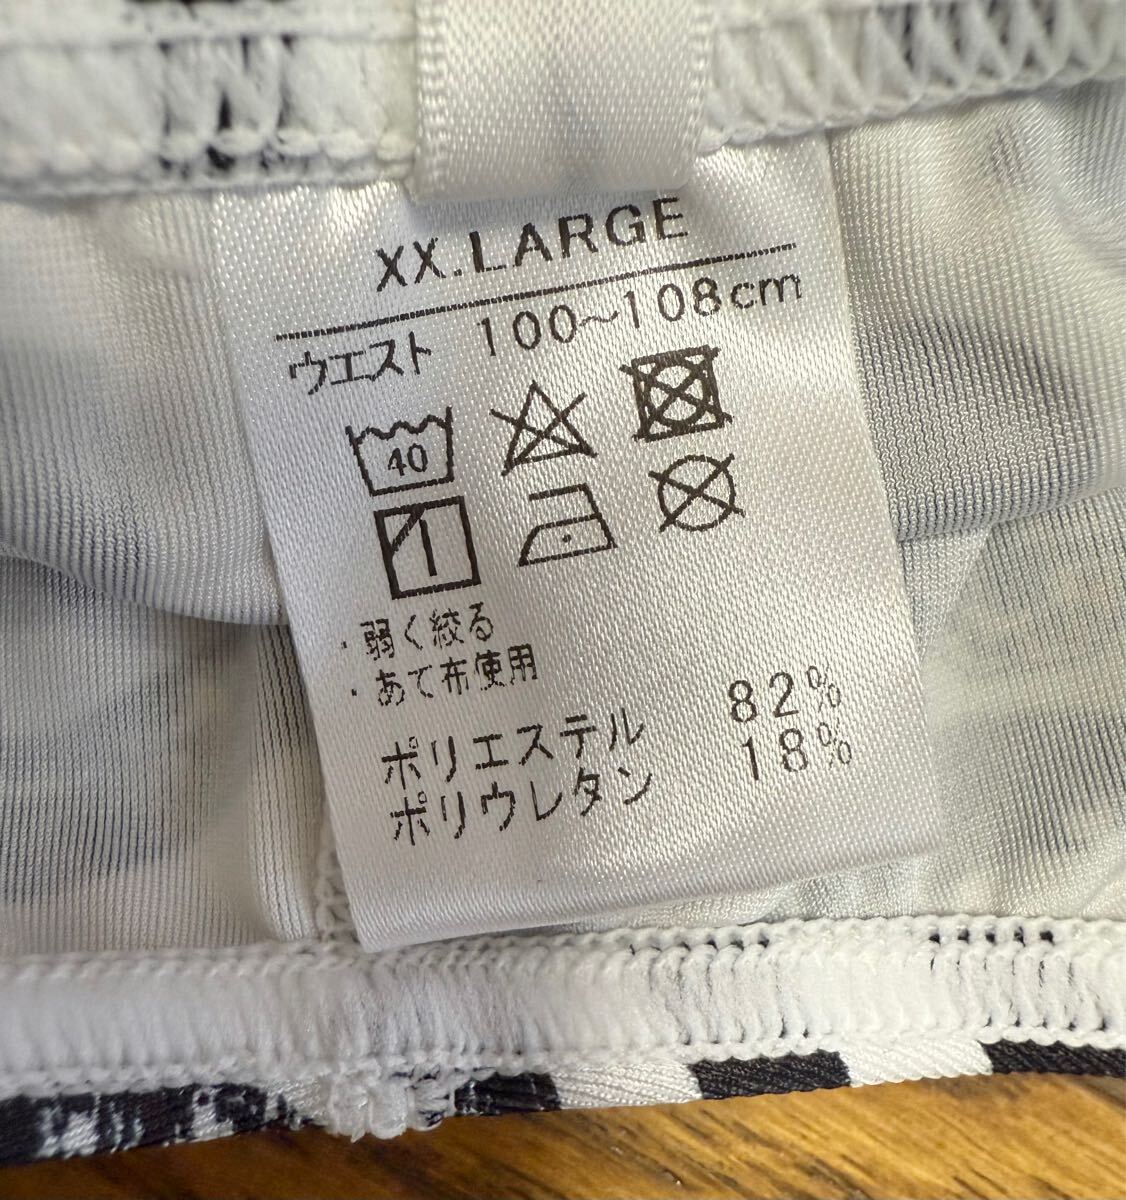 XX.LARGE
ウエスト 100～108cm
40
・弱く絞る
・あて布使用
ポリエステル 82%
ポリウレタン 18%